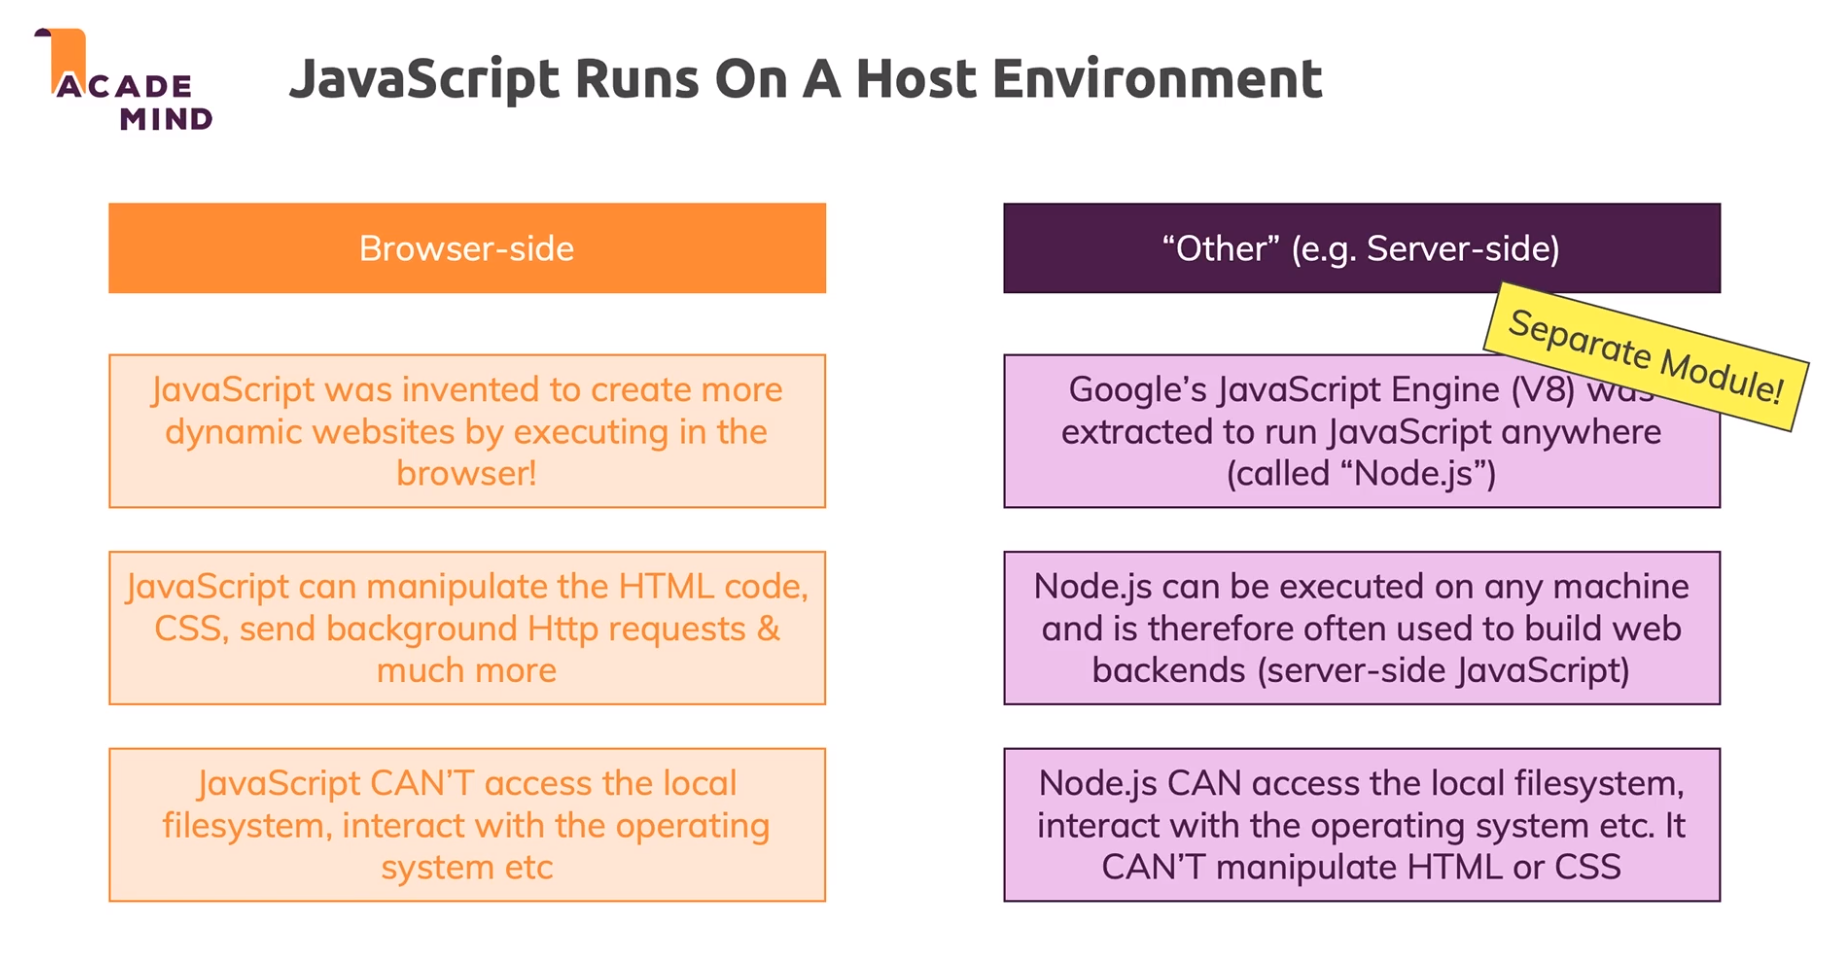 ACADE
MIND
JavaScript Runs On A Host Environment
Browser-side
JavaScript was invented to create more
dynamic websites by executing in the
browser!
JavaScript can manipulate the HTML code,
CSS, send background Http requests &
much more
JavaScript CAN’T access the local
filesystem, interact with the operating
system etc
“Other” (e.g. Server-side)
Separate Module!
Google’s JavaScript Engine (V8) was
extracted to run JavaScript anywhere
(called “Node.js”)
Node.js can be executed on any machine
and is therefore often used to build web
backends (server-side JavaScript)
Node.js CAN access the local filesystem,
interact with the operating system etc. It
CAN’T manipulate HTML or CSS